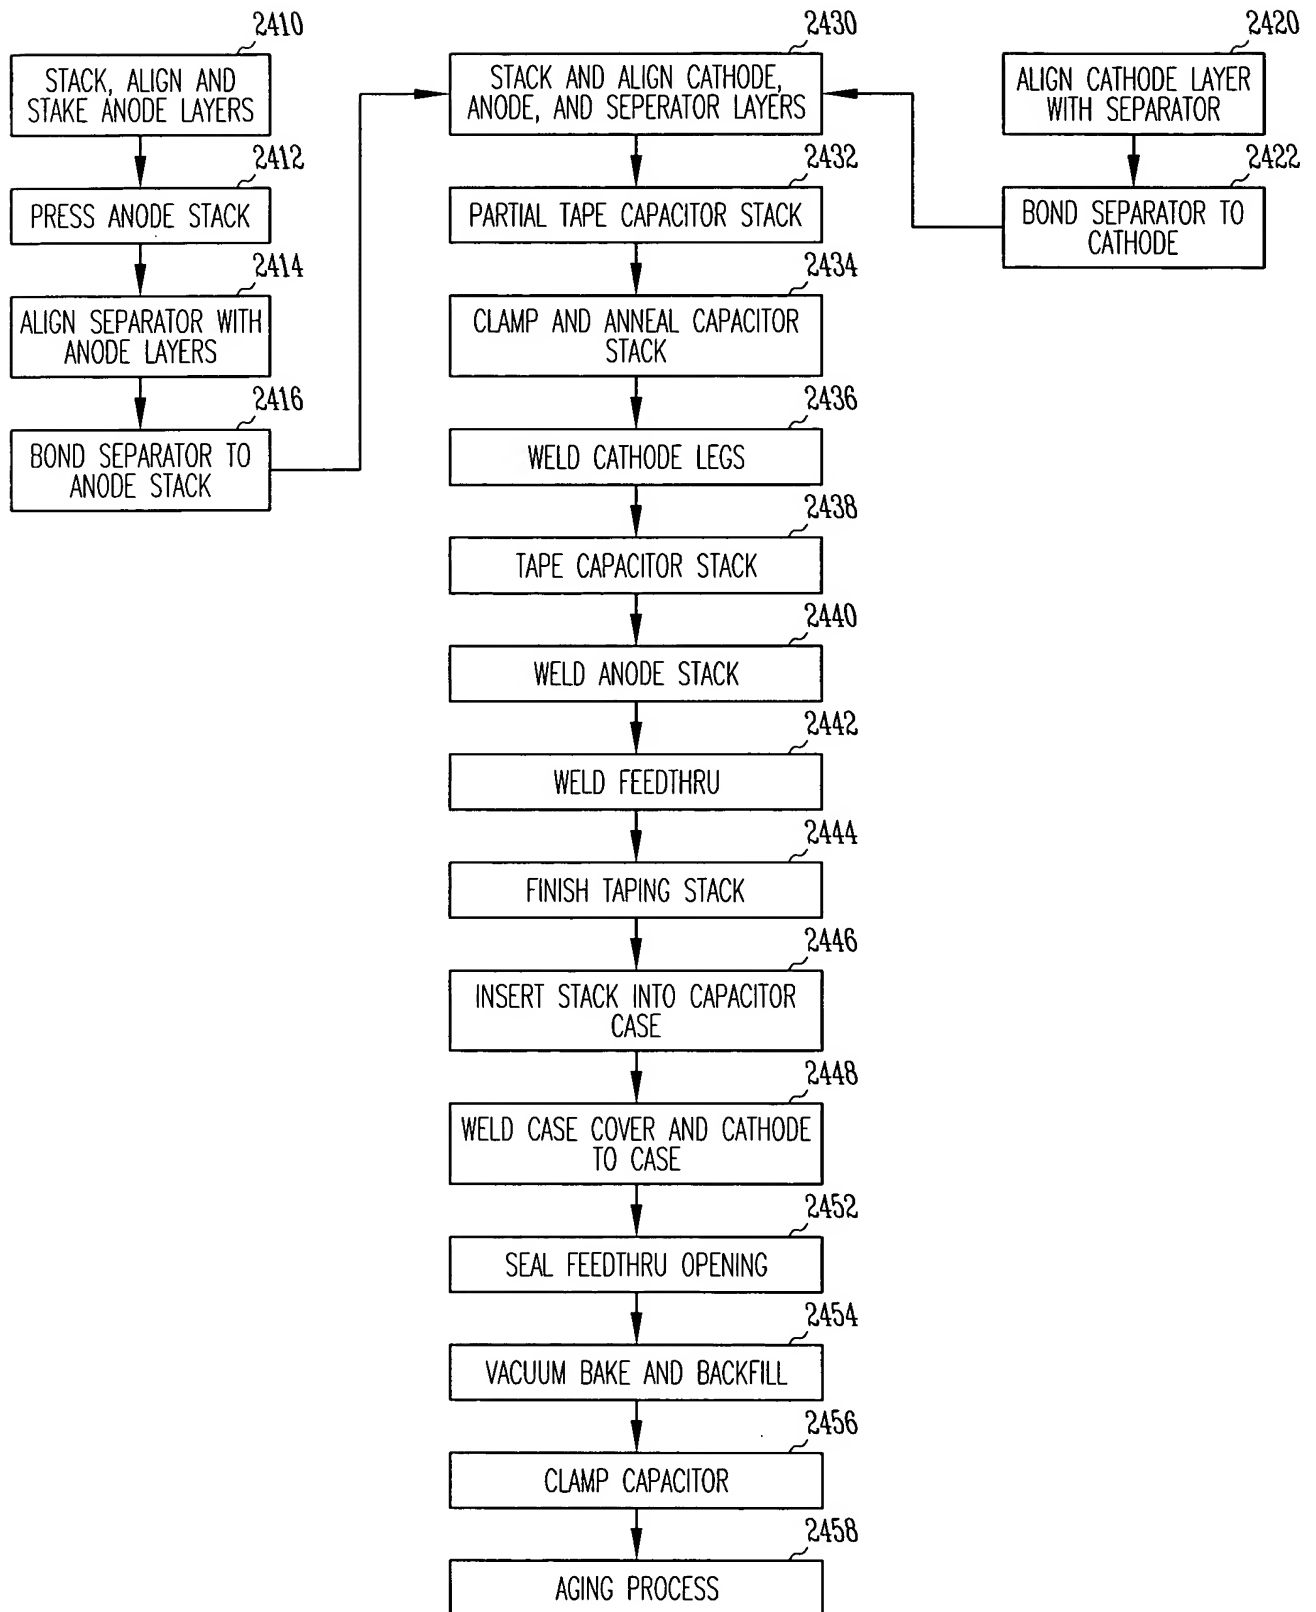 2410
STACK, ALIGN AND
STAKE ANODE LAYERS
2412
PRESS ANODE STACK
2414
ALIGN SEPARATOR WITH
ANODE LAYERS
2416
BOND SEPARATOR TO
ANODE STACK
2430
STACK AND ALIGN CATHODE,
ANODE, AND SEPERATOR LAYERS
2432
PARTIAL TAPE CAPACITOR STACK
2434
CLAMP AND ANNEAL CAPACITOR
STACK
2436
WELD CATHODE LEGS
2438
TAPE CAPACITOR STACK
2440
WELD ANODE STACK
2442
WELD FEEDTHRU
2444
FINISH TAPING STACK
2446
INSERT STACK INTO CAPACITOR
CASE
2448
WELD CASE COVER AND CATHODE
TO CASE
2452
SEAL FEEDTHRU OPENING
2454
VACUUM BAKE AND BACKFILL
2456
CLAMP CAPACITOR
2458
AGING PROCESS
2420
ALIGN CATHODE LAYER
WITH SEPARATOR
2422
BOND SEPARATOR TO
CATHODE